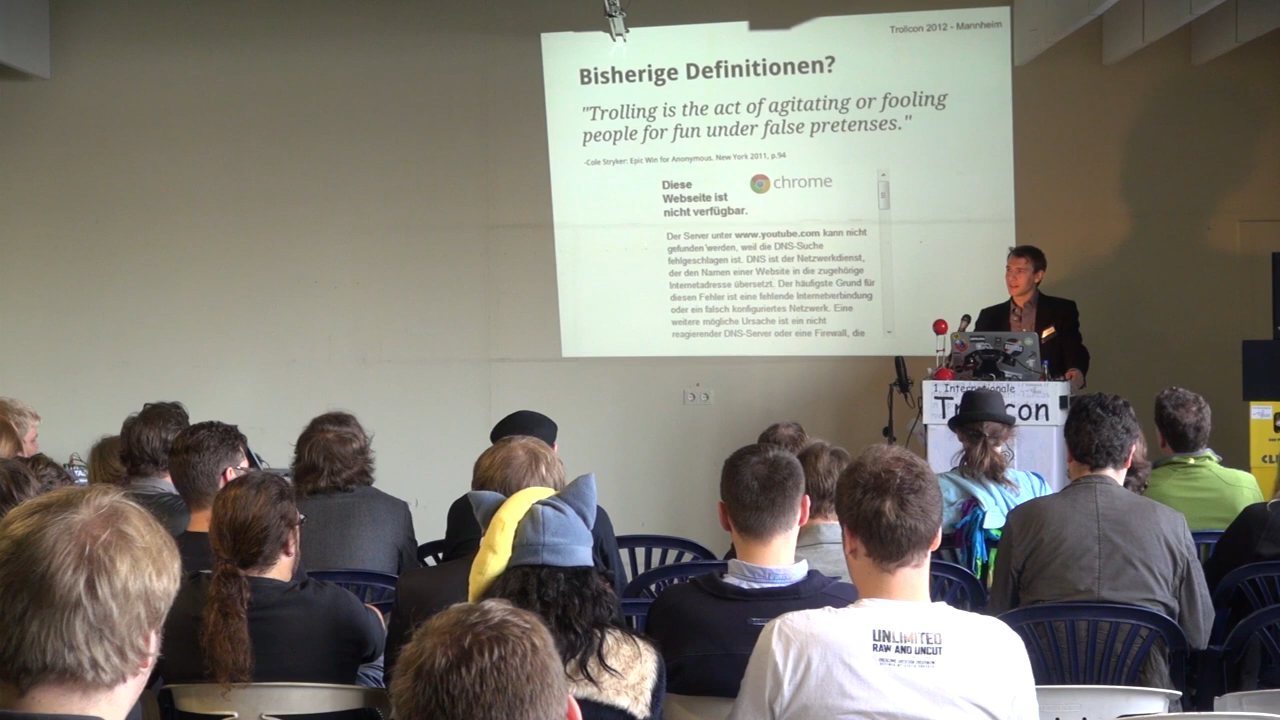 Trollcon 2012 - Mannheim
Bisherige Definitionen?
"Trolling is the act of agitating or fooling
people for fun under false pretenses."
-Cole Stryker: Epic Win for Anonymous. New York 2011, p.94
Diese
Webseite ist
nicht verfügbar.
chrome
Der Server unter www.youtube.com kann nicht
gefunden werden, weil die DNS-Suche
fehlgeschlagen ist. DNS ist der Netzwerkdienst,
der den Namen einer Website in die zugehörige
Internetadresse übersetzt. Der häufigste Grund für
diesen Fehler ist eine fehlende Internetverbindung
oder ein falsch konfiguriertes Netzwerk. Eine
weitere mögliche Ursache ist ein nicht
reagierender DNS-Server oder eine Firewall, die
1. Internationale
UNLIMITED
RAW AND UNCUT